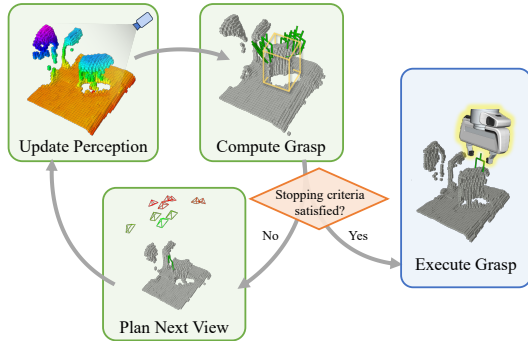 Update Perception
Compute Grasp
Stopping criteria
satisfied?
No
Yes
Plan Next View
Execute Grasp